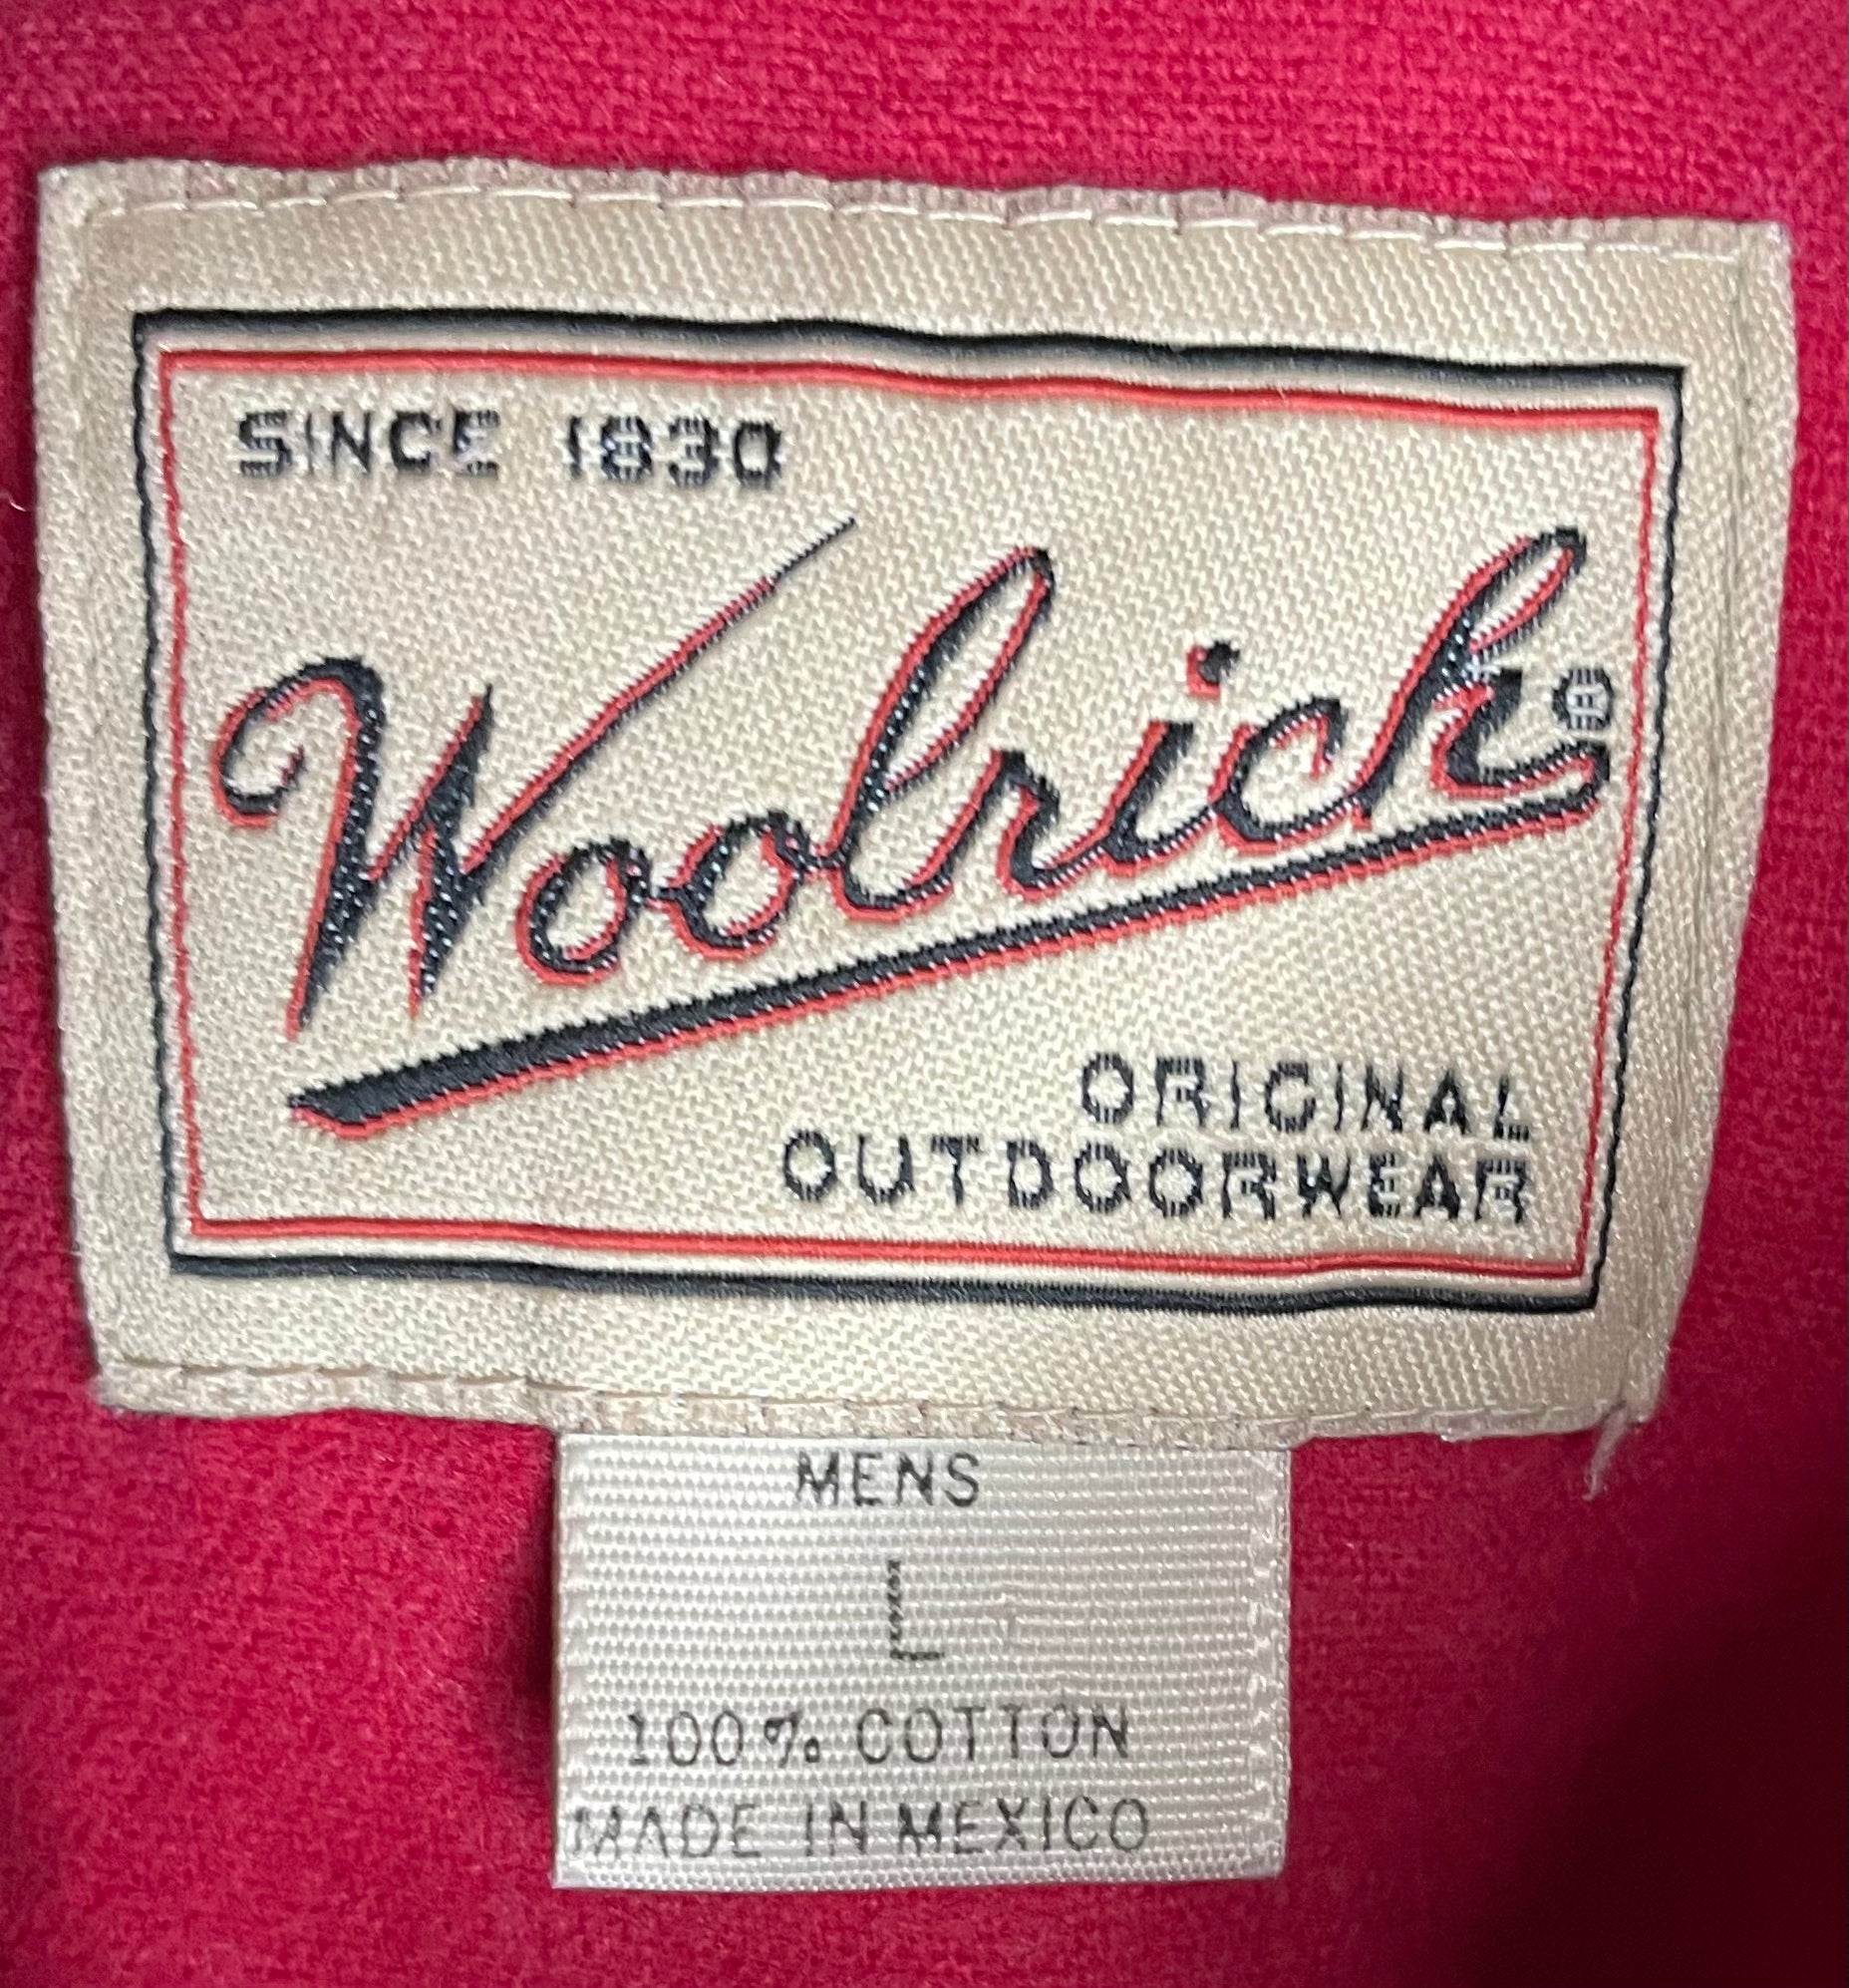 SINCE 1830
Woolrich®
ORIGINAL
OUTDOORWEAR
MENS
L
100% COTTON
MADE IN MEXICO